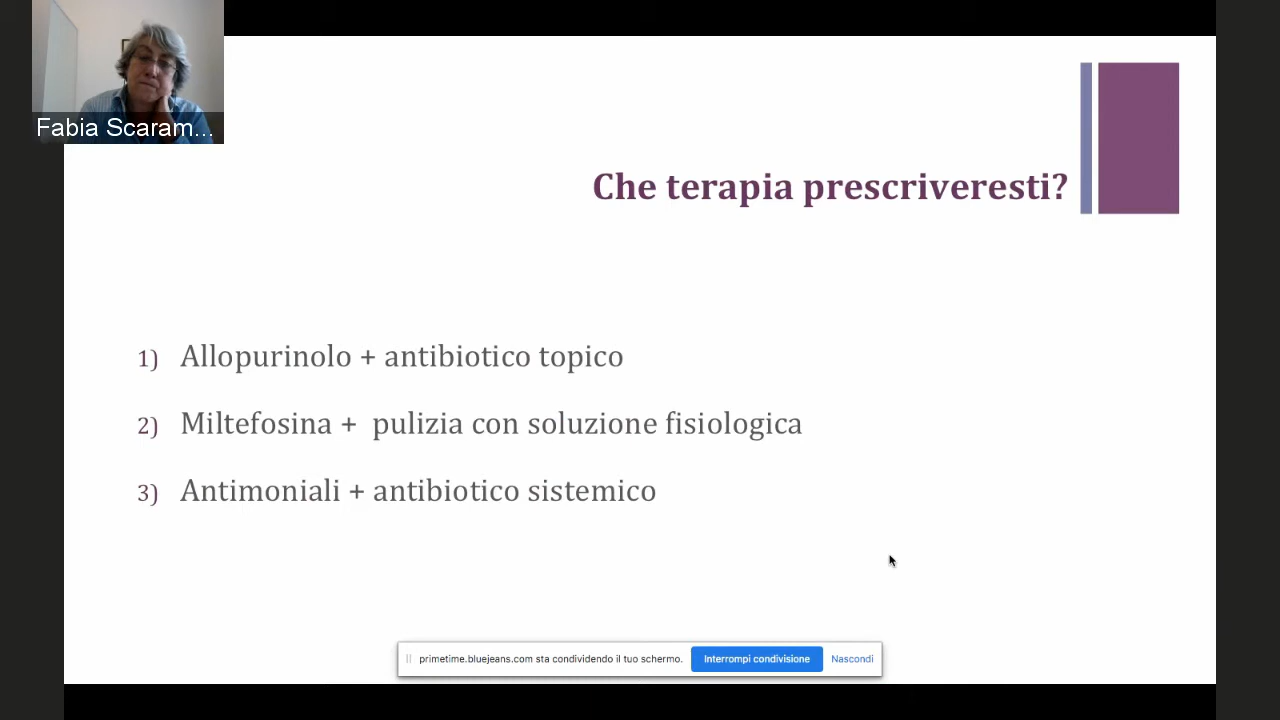 Fabia Scaram...
Che terapia prescriveresti?
1) Allopurinolo + antibiotico topico
2) Miltefosina + pulizia con soluzione fisiologica
3) Antimoniali + antibiotico sistemico
primetime.bluejeans.com sta condividendo il tuo schermo. Interrompi condivisione Nascondi